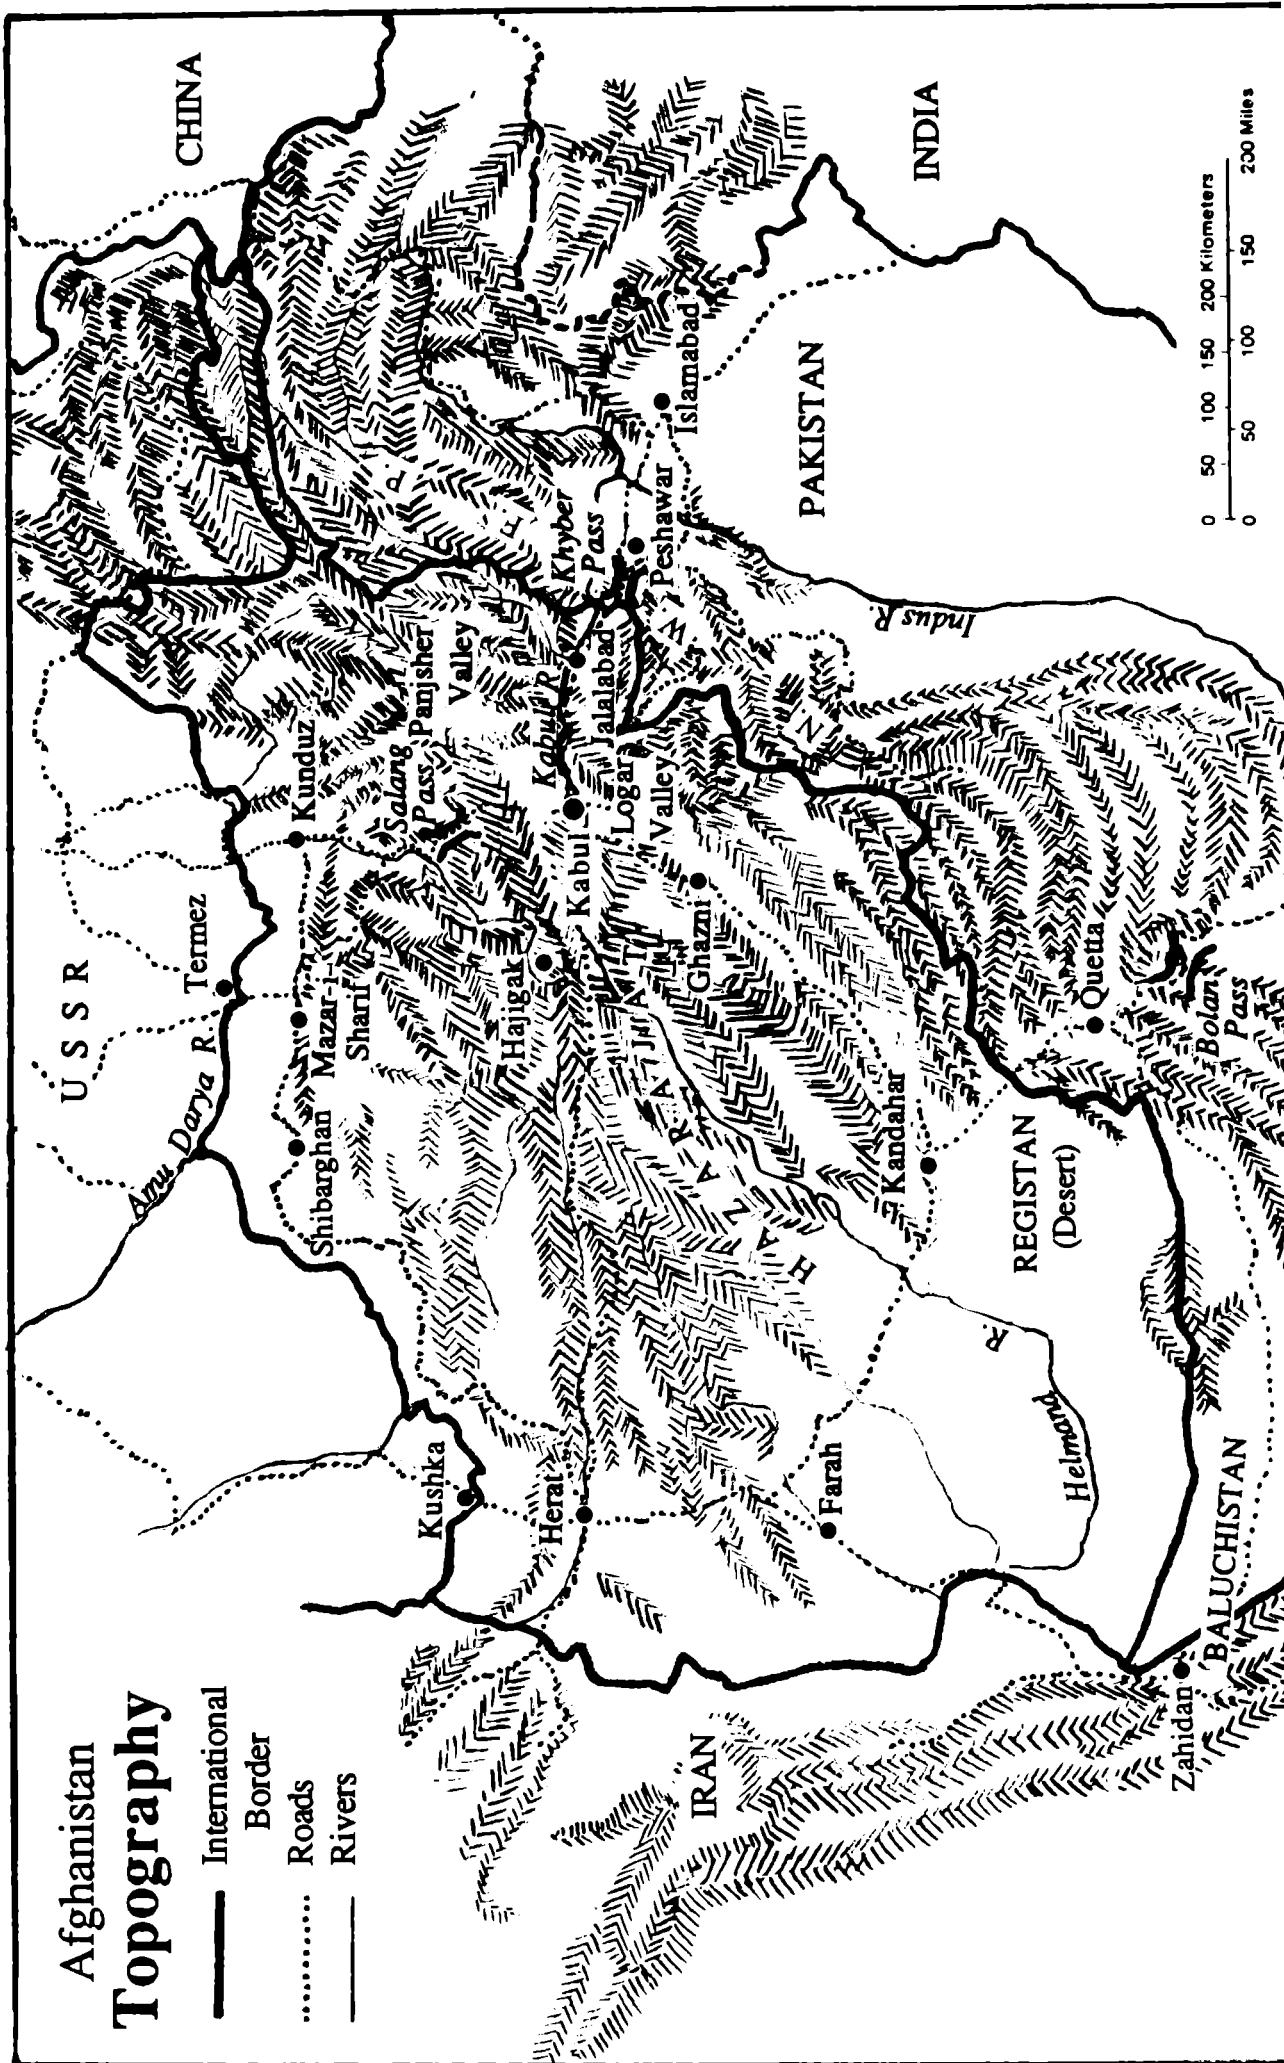 Afghanistan
Topography
International
Border
Roads
Rivers
USSR
CHINA
Amu Darya R.
Termez
Kunduz
Mazar-i-
Sharif
Shibarghan
Kushka
Herat
Salang
Pass
Panjsher
Valley
Hajigak
Kabul
Kabul R.
Jalalabad
Khyber
Pass
Peshawar
Islamabad
Logar
Valley
Ghazni
HAZARAJAT
N W F P
IRAN
Farah
Kandahar
PAKISTAN
INDIA
Indus R.
Helmand R.
REGISTAN
(Desert)
Quetta
Bolan
Pass
Zahidan
BALUCHISTAN
0 50 100 150 200 Kilometers
0 50 100 150 200 Miles